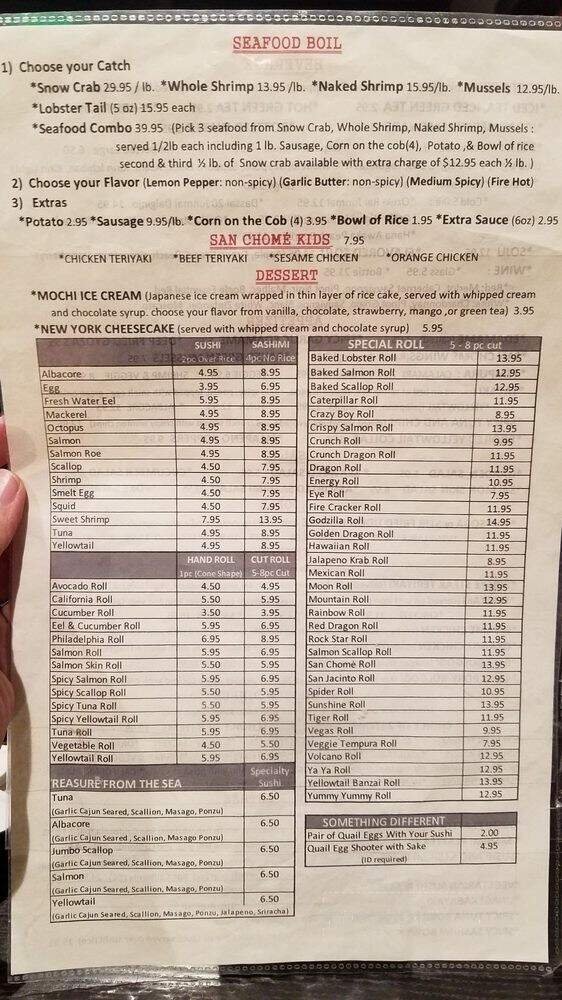 SEAFOOD BOIL
1) Choose your Catch
*Snow Crab 29.95 / lb. *Whole Shrimp 13.95 /lb. *Naked Shrimp 15.95/lb. *Mussels 12.95/lb.
*Lobster Tail (5 oz) 15.95 each
*Seafood Combo 39.95 (Pick 3 seafood from Snow Crab, Whole Shrimp, Naked Shrimp, Mussels :
served 1/2lb each including 1 lb. Sausage, Corn on the cob(4), Potato ,& Bowl of rice
second & third ½ lb. of Snow crab available with extra charge of $12.95 each ½ lb. )
2) Choose your Flavor (Lemon Pepper: non-spicy) (Garlic Butter: non-spicy) (Medium Spicy) (Fire Hot)
3) Extras
*Potato 2.95 *Sausage 9.95/lb. *Corn on the Cob (4) 3.95 *Bowl of Rice 1.95 *Extra Sauce (6oz) 2.95
SAN CHOMÉ KIDS 7.95
*CHICKEN TERIYAKI *BEEF TERIYAKI *SESAME CHICKEN *ORANGE CHICKEN
DESSERT
*MOCHI ICE CREAM (Japanese ice cream wrapped in thin layer of rice cake, served with whipped cream
and chocolate syrup. choose your flavor from vanilla, chocolate, strawberry, mango ,or green tea) 3.95
*NEW YORK CHEESECAKE (served with whipped cream and chocolate syrup) 5.95
SUSHI SASHIMI
2pc Over Rice 4pc No Rice
Albacore 4.95 8.95
Egg 3.95 6.95
Fresh Water Eel 5.95 8.95
Mackerel 4.95 8.95
Octopus 4.95 8.95
Salmon 4.95 8.95
Salmon Roe 4.95 8.95
Scallop 4.50 7.95
Shrimp 4.50 7.95
Smelt Egg 4.50 7.95
Squid 4.50 7.95
Sweet Shrimp 7.95 13.95
Tuna 4.95 8.95
Yellowtail 4.95 8.95
HAND ROLL CUT ROLL
1pc (Cone Shape) 5-8pc Cut
Avocado Roll 4.50 4.95
California Roll 5.50 5.95
Cucumber Roll 3.50 3.95
Eel & Cucumber Roll 5.95 6.95
Philadelphia Roll 6.95 8.95
Salmon Roll 5.95 6.95
Salmon Skin Roll 5.50 5.95
Spicy Salmon Roll 5.95 6.95
Spicy Scallop Roll 5.50 5.95
Spicy Tuna Roll 5.50 5.95
Spicy Yellowtail Roll 5.95 6.95
Tuna Roll 5.95 6.95
Vegetable Roll 4.50 5.50
Yellowtail Roll 5.95 6.95
REASURE FROM THE SEA Specialty
Sushi
Tuna 6.50
(Garlic Cajun Seared, Scallion, Masago, Ponzu)
Albacore 6.50
(Garlic Cajun Seared , Scallion, Masago, Ponzu)
Jumbo Scallop 6.50
(Garlic Cajun Seared, Scallion, Masago, Ponzu)
Salmon 6.50
(Garlic Cajun Seared, Scallion, Masago, Ponzu)
Yellowtail 6.50
(Garlic Cajun Seared, Scallion, Masago, Ponzu, Jalapeno, Sriracha)
SPECIAL ROLL 5 - 8 pc cut
Baked Lobster Roll 13.95
Baked Salmon Roll 12.95
Baked Scallop Roll 12.95
Caterpillar Roll 11.95
Crazy Boy Roll 8.95
Crispy Salmon Roll 13.95
Crunch Roll 9.95
Crunch Dragon Roll 11.95
Dragon Roll 11.95
Energy Roll 10.95
Eye Roll 7.95
Fire Cracker Roll 11.95
Godzilla Roll 14.95
Golden Dragon Roll 11.95
Hawaiian Roll 11.95
Jalapeno Krab Roll 8.95
Mexican Roll 11.95
Moon Roll 13.95
Mountain Roll 12.95
Rainbow Roll 11.95
Red Dragon Roll 11.95
Rock Star Roll 11.95
Salmon Scallop Roll 11.95
San Chomé Roll 13.95
San Jacinto Roll 12.95
Spider Roll 10.95
Sunshine Roll 13.95
Tiger Roll 11.95
Vegas Roll 9.95
Veggie Tempura Roll 7.95
Volcano Roll 12.95
Ya Ya Roll 12.95
Yellowtail Banzai Roll 13.95
Yummy Yummy Roll 12.95
SOMETHING DIFFERENT
Pair of Quail Eggs With Your Sushi 2.00
Quail Egg Shooter with Sake 4.95
(ID required)